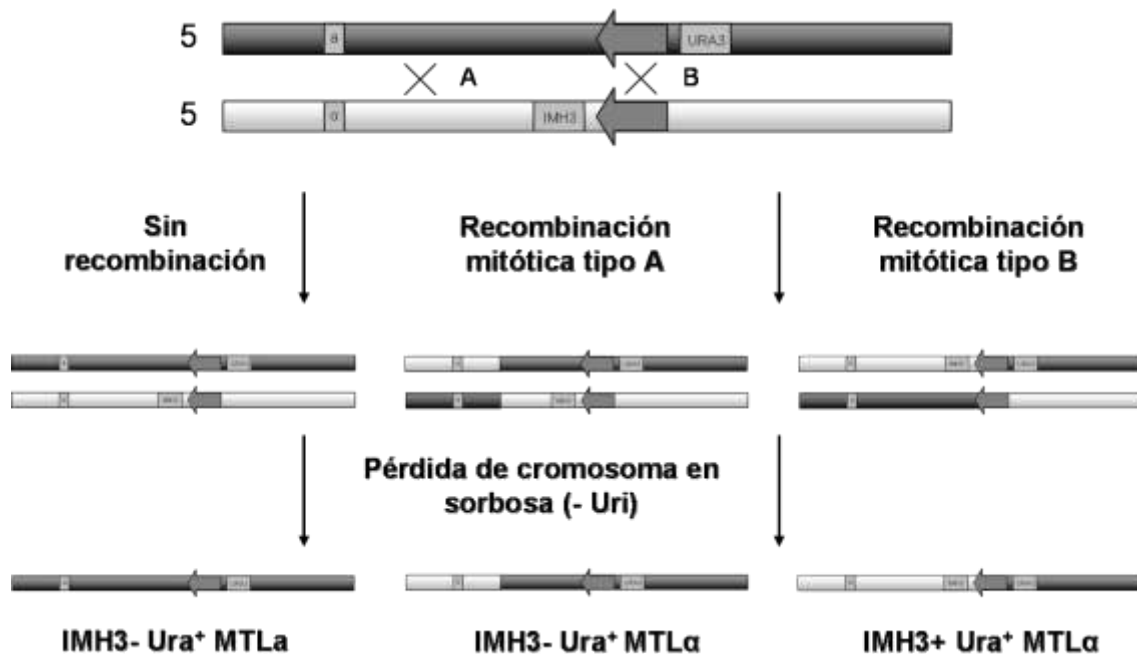 5
a
URA3
A
B
5
α
IMH3
Sin
recombinación
Recombinación
mitótica tipo A
Recombinación
mitótica tipo B
Pérdida de cromosoma en
sorbosa (- Uri)
IMH3- Ura⁺ MTLa
IMH3- Ura⁺ MTLα
IMH3+ Ura⁺ MTLα